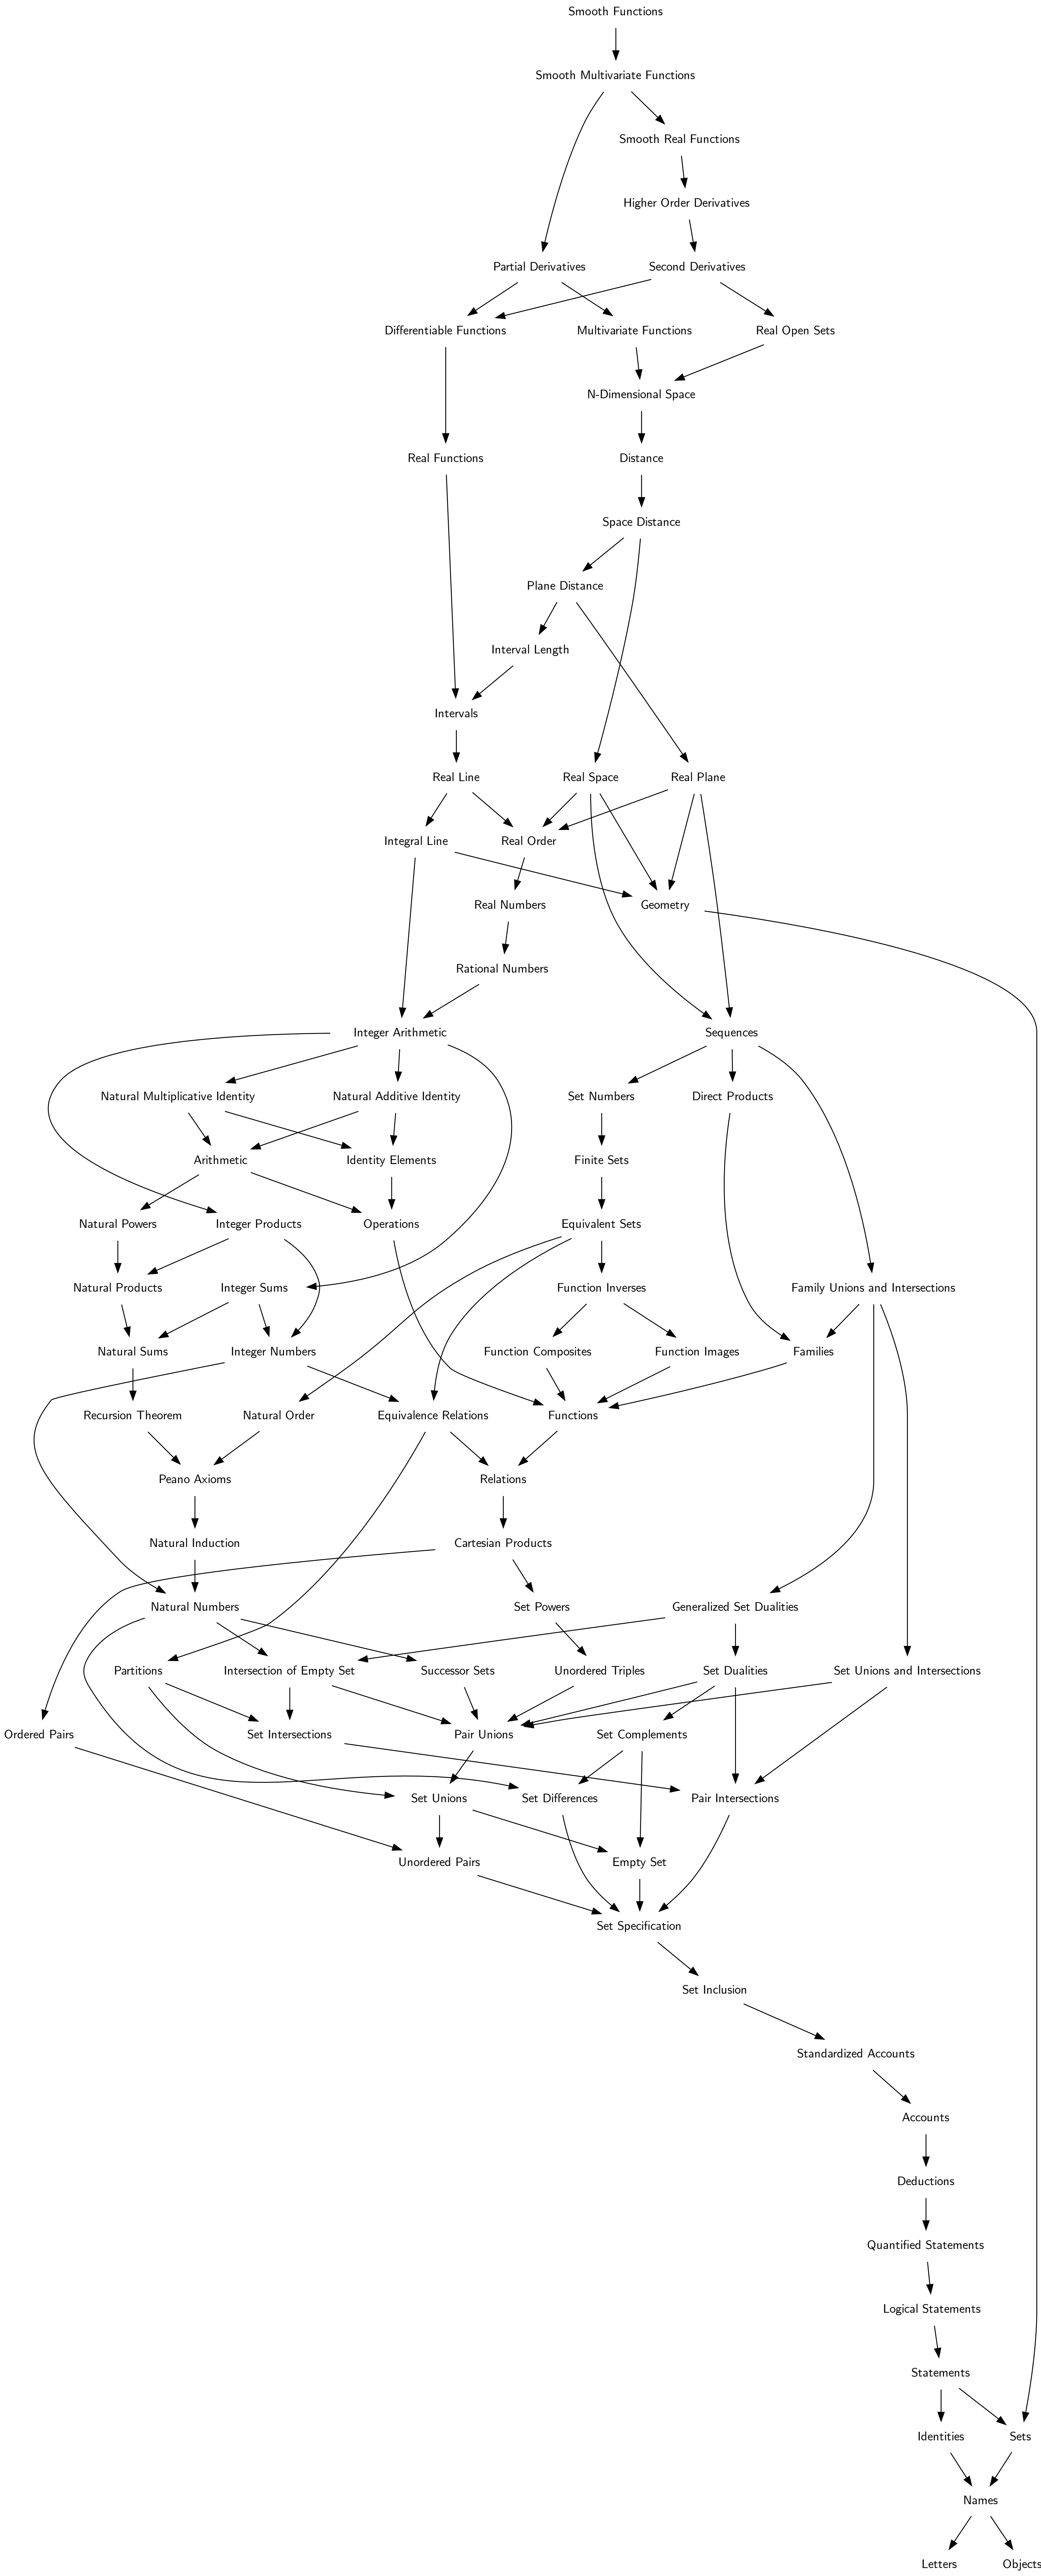 Smooth Functions
Smooth Multivariate Functions
Smooth Real Functions
Higher Order Derivatives
Partial Derivatives
Second Derivatives
Differentiable Functions
Multivariate Functions
Real Open Sets
N-Dimensional Space
Real Functions
Distance
Space Distance
Plane Distance
Interval Length
Intervals
Real Line
Real Space
Real Plane
Integral Line
Real Order
Real Numbers
Geometry
Rational Numbers
Integer Arithmetic
Sequences
Natural Multiplicative Identity
Natural Additive Identity
Set Numbers
Direct Products
Arithmetic
Identity Elements
Finite Sets
Natural Powers
Integer Products
Operations
Equivalent Sets
Natural Products
Integer Sums
Function Inverses
Family Unions and Intersections
Natural Sums
Integer Numbers
Function Composites
Function Images
Families
Recursion Theorem
Natural Order
Equivalence Relations
Functions
Peano Axioms
Relations
Natural Induction
Cartesian Products
Natural Numbers
Set Powers
Generalized Set Dualities
Partitions
Intersection of Empty Set
Successor Sets
Unordered Triples
Set Dualities
Set Unions and Intersections
Ordered Pairs
Set Intersections
Pair Unions
Set Complements
Set Unions
Set Differences
Pair Intersections
Unordered Pairs
Empty Set
Set Specification
Set Inclusion
Standardized Accounts
Accounts
Deductions
Quantified Statements
Logical Statements
Statements
Identities
Sets
Names
Letters
Objects